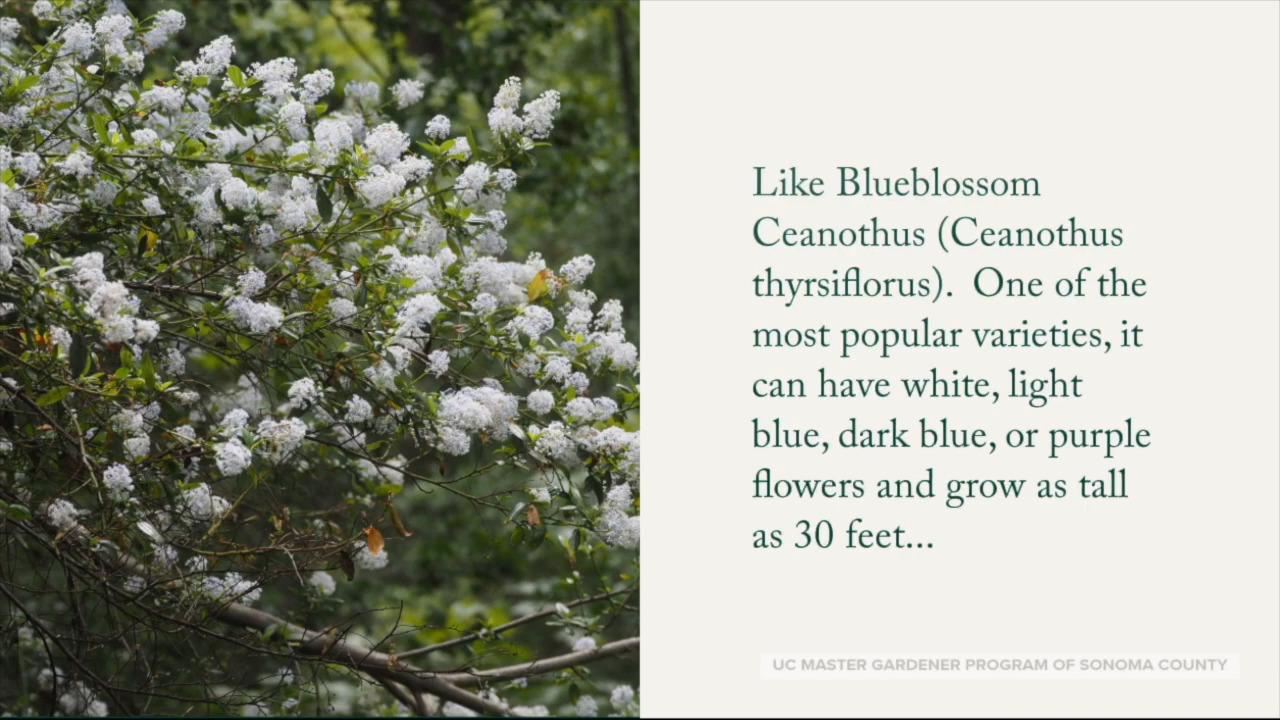 Like Blueblossom
Ceanothus (Ceanothus
thyrsiflorus).  One of the
most popular varieties, it
can have white, light
blue, dark blue, or purple
flowers and grow as tall
as 30 feet...
UC MASTER GARDENER PROGRAM OF SONOMA COUNTY